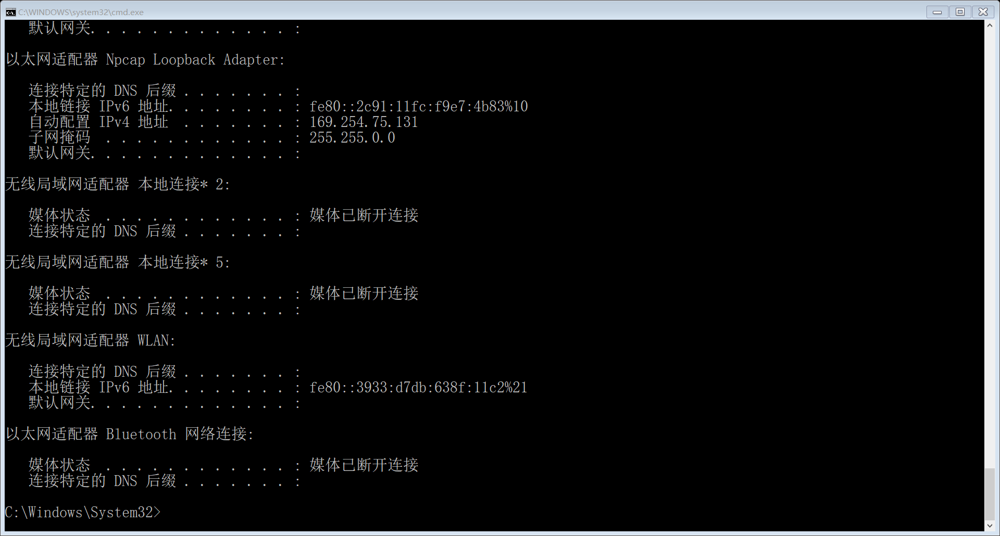 C:\WINDOWS\system32\cmd.exe
默认网关. . . . . . . . . . . . . :
以太网适配器 Npcap Loopback Adapter:
连接特定的 DNS 后缀 . . . . . . . :
本地链接 IPv6 地址. . . . . . . . : fe80::2c91:11fc:f9e7:4b83%10
自动配置 IPv4 地址  . . . . . . . : 169.254.75.131
子网掩码  . . . . . . . . . . . . : 255.255.0.0
默认网关. . . . . . . . . . . . . :
无线局域网适配器 本地连接* 2:
媒体状态  . . . . . . . . . . . . : 媒体已断开连接
连接特定的 DNS 后缀 . . . . . . . :
无线局域网适配器 本地连接* 5:
媒体状态  . . . . . . . . . . . . : 媒体已断开连接
连接特定的 DNS 后缀 . . . . . . . :
无线局域网适配器 WLAN:
连接特定的 DNS 后缀 . . . . . . . :
本地链接 IPv6 地址. . . . . . . . : fe80::3933:d7db:638f:11c2%21
默认网关. . . . . . . . . . . . . :
以太网适配器 Bluetooth 网络连接:
媒体状态  . . . . . . . . . . . . : 媒体已断开连接
连接特定的 DNS 后缀 . . . . . . . :
C:\Windows\System32>